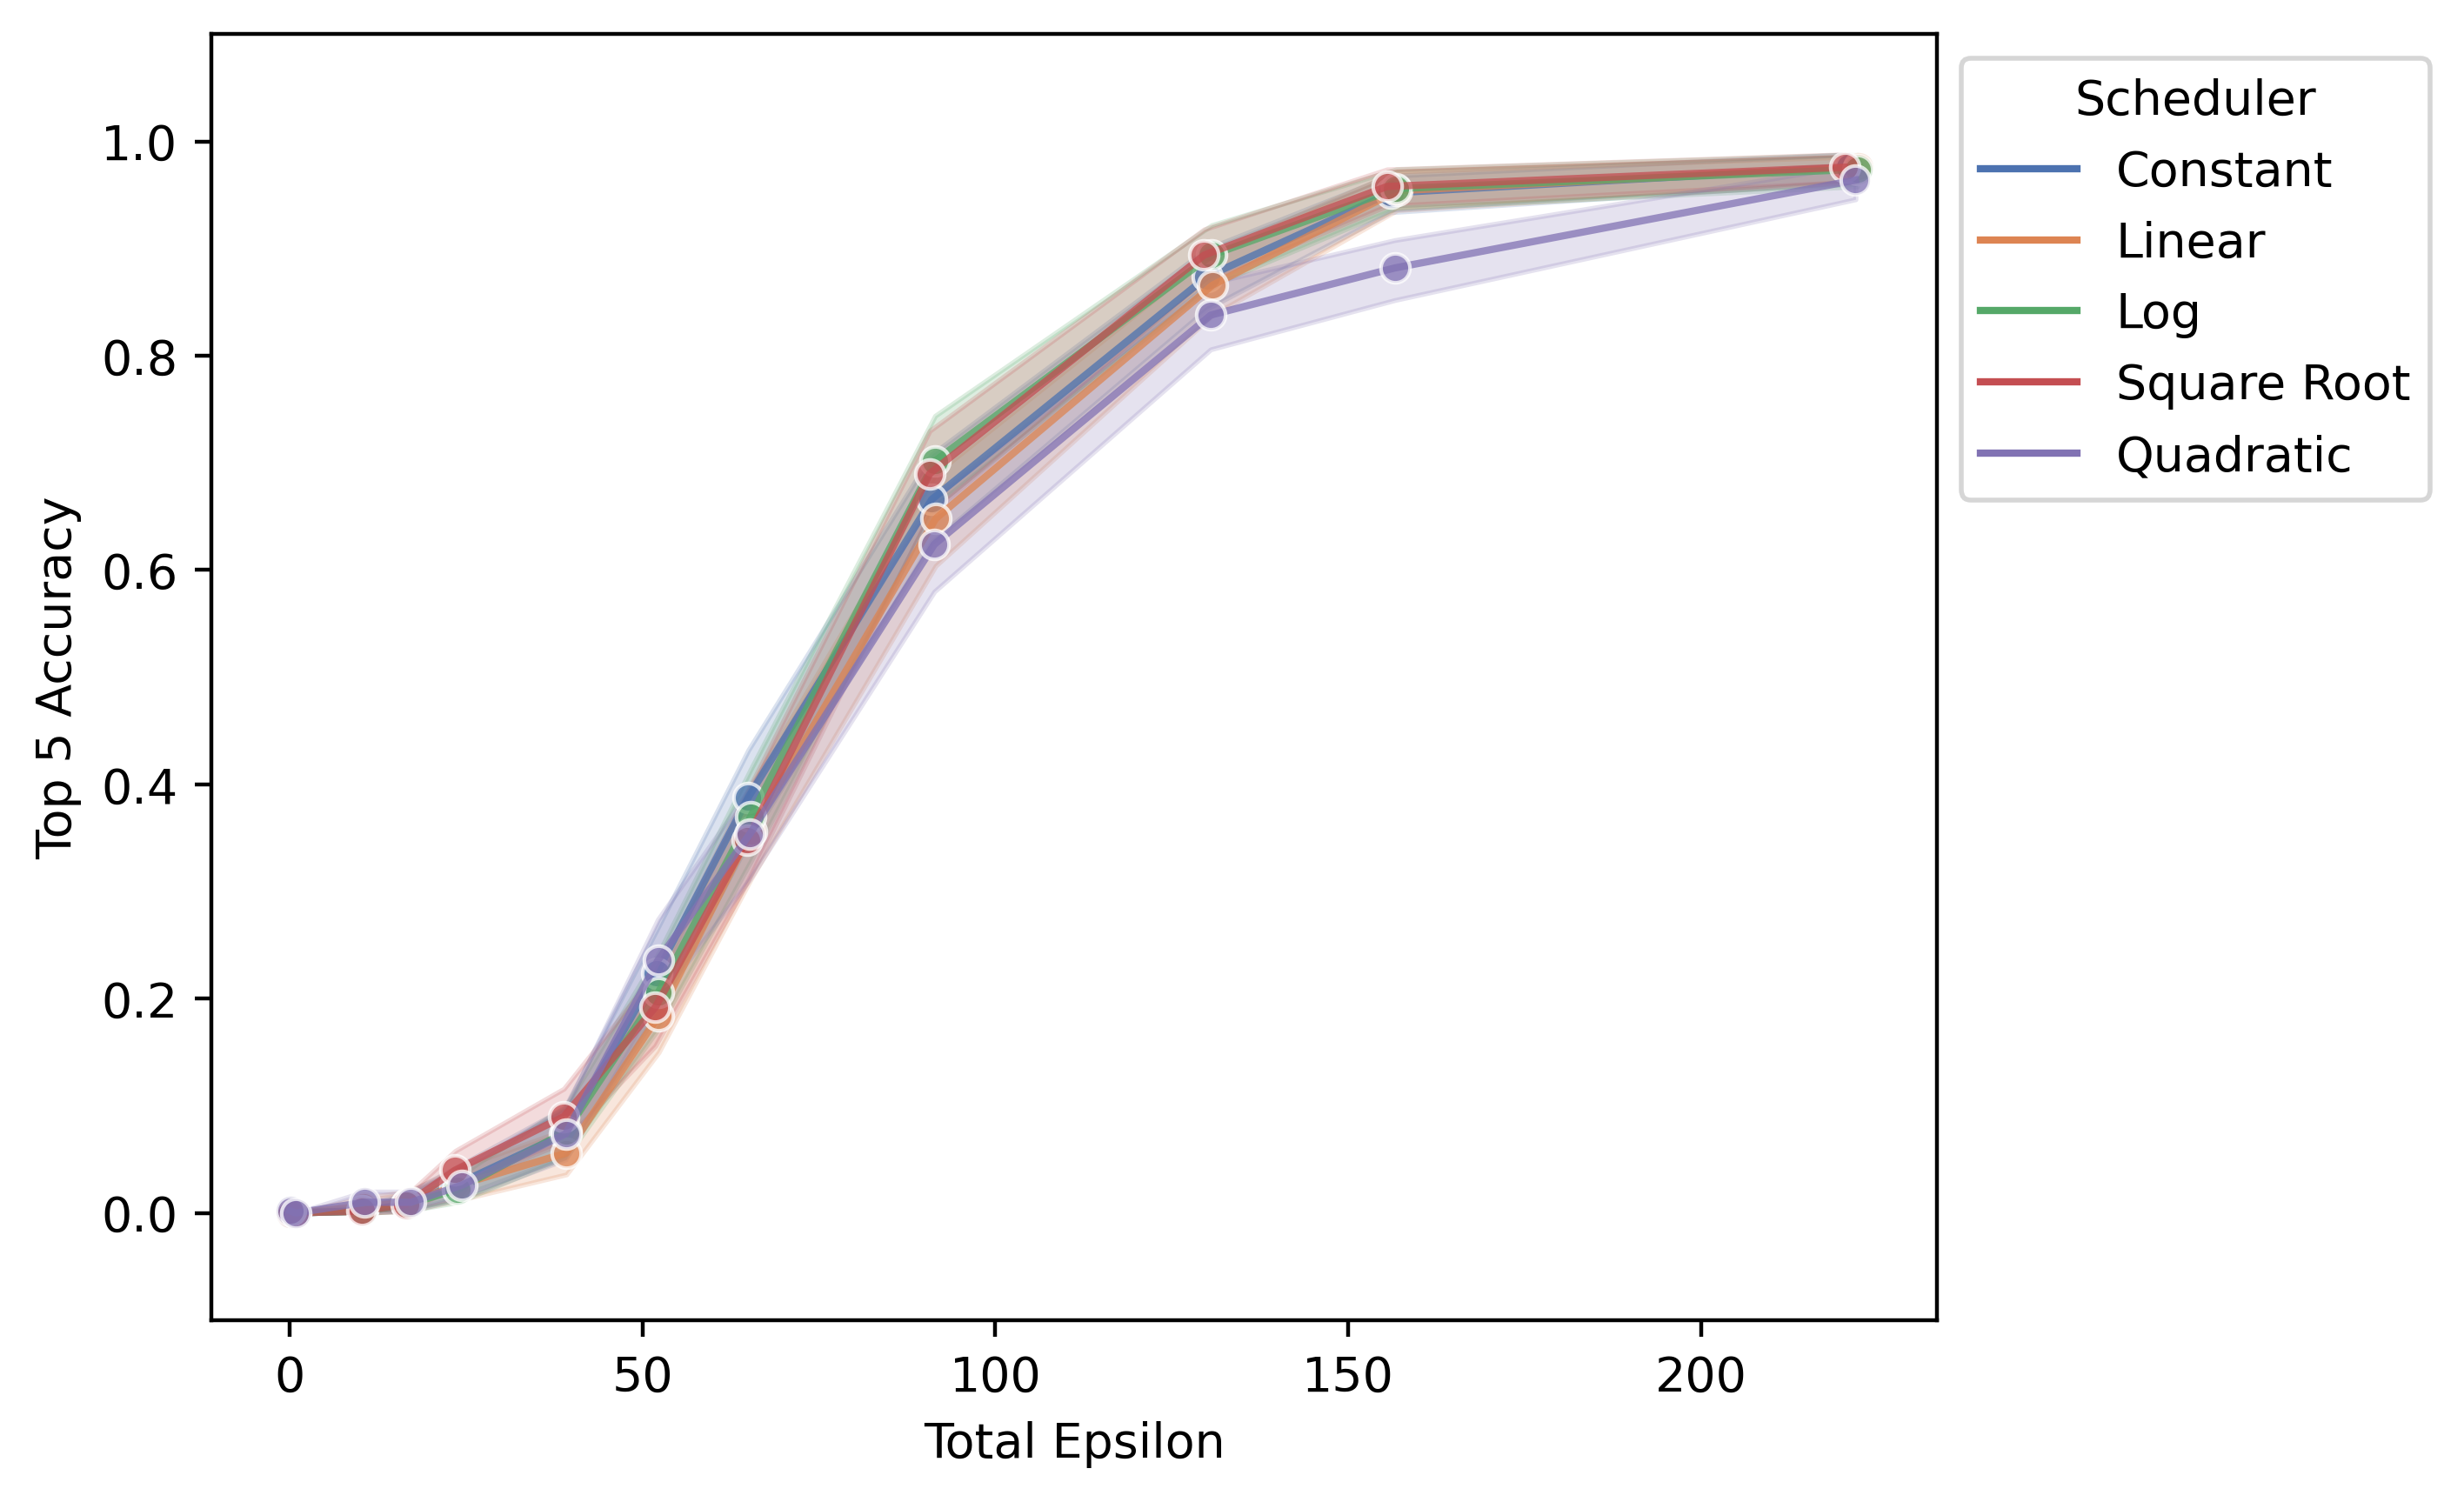 Scheduler
Constant
Linear
Log
Square Root
Quadratic
Top 5 Accuracy
1.0
0.8
0.6
0.4
0.2
0.0
0 50 100 150 200
Total Epsilon